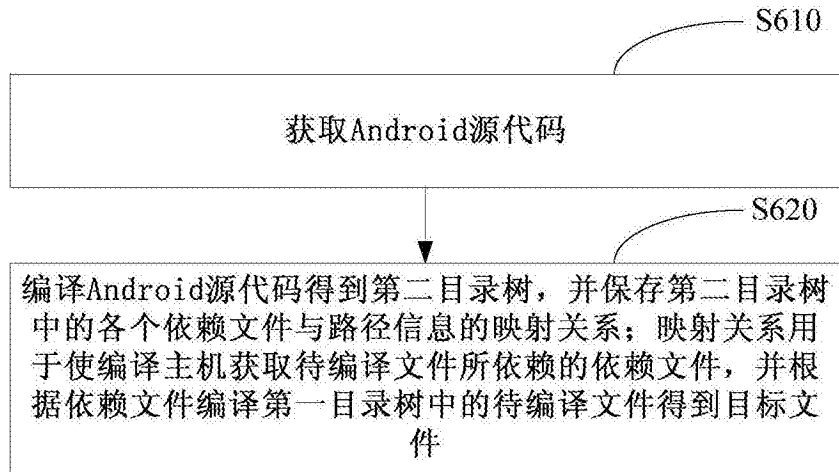 S610
获取Android源代码
S620
编译Android源代码得到第二目录树，并保存第二目录树
中的各个依赖文件与路径信息的映射关系；映射关系用
于使编译主机获取待编译文件所依赖的依赖文件，并根
据依赖文件编译第一目录树中的待编译文件得到目标文
件